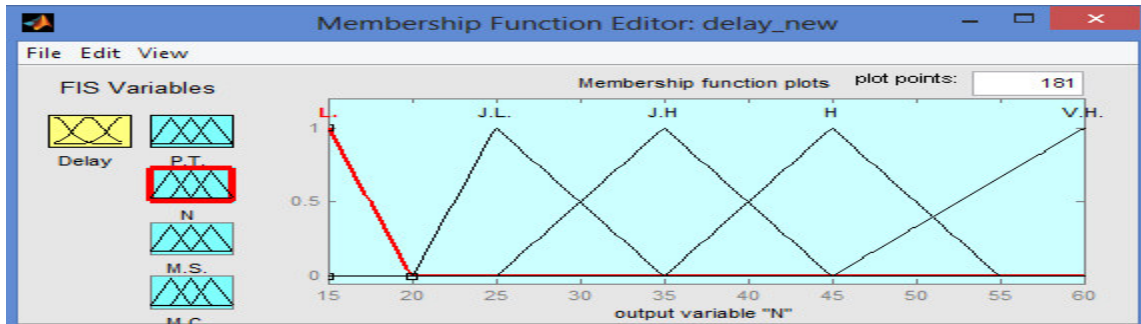 Membership Function Editor: delay_new
File Edit View
FIS Variables
Membership function plots plot points: 181
L. J.L. J.H H V.H.
1
0.5
0
15 20 25 30 35 40 45 50 55 60
output variable "N"
Delay P.T.
N
M.S.
M.C.